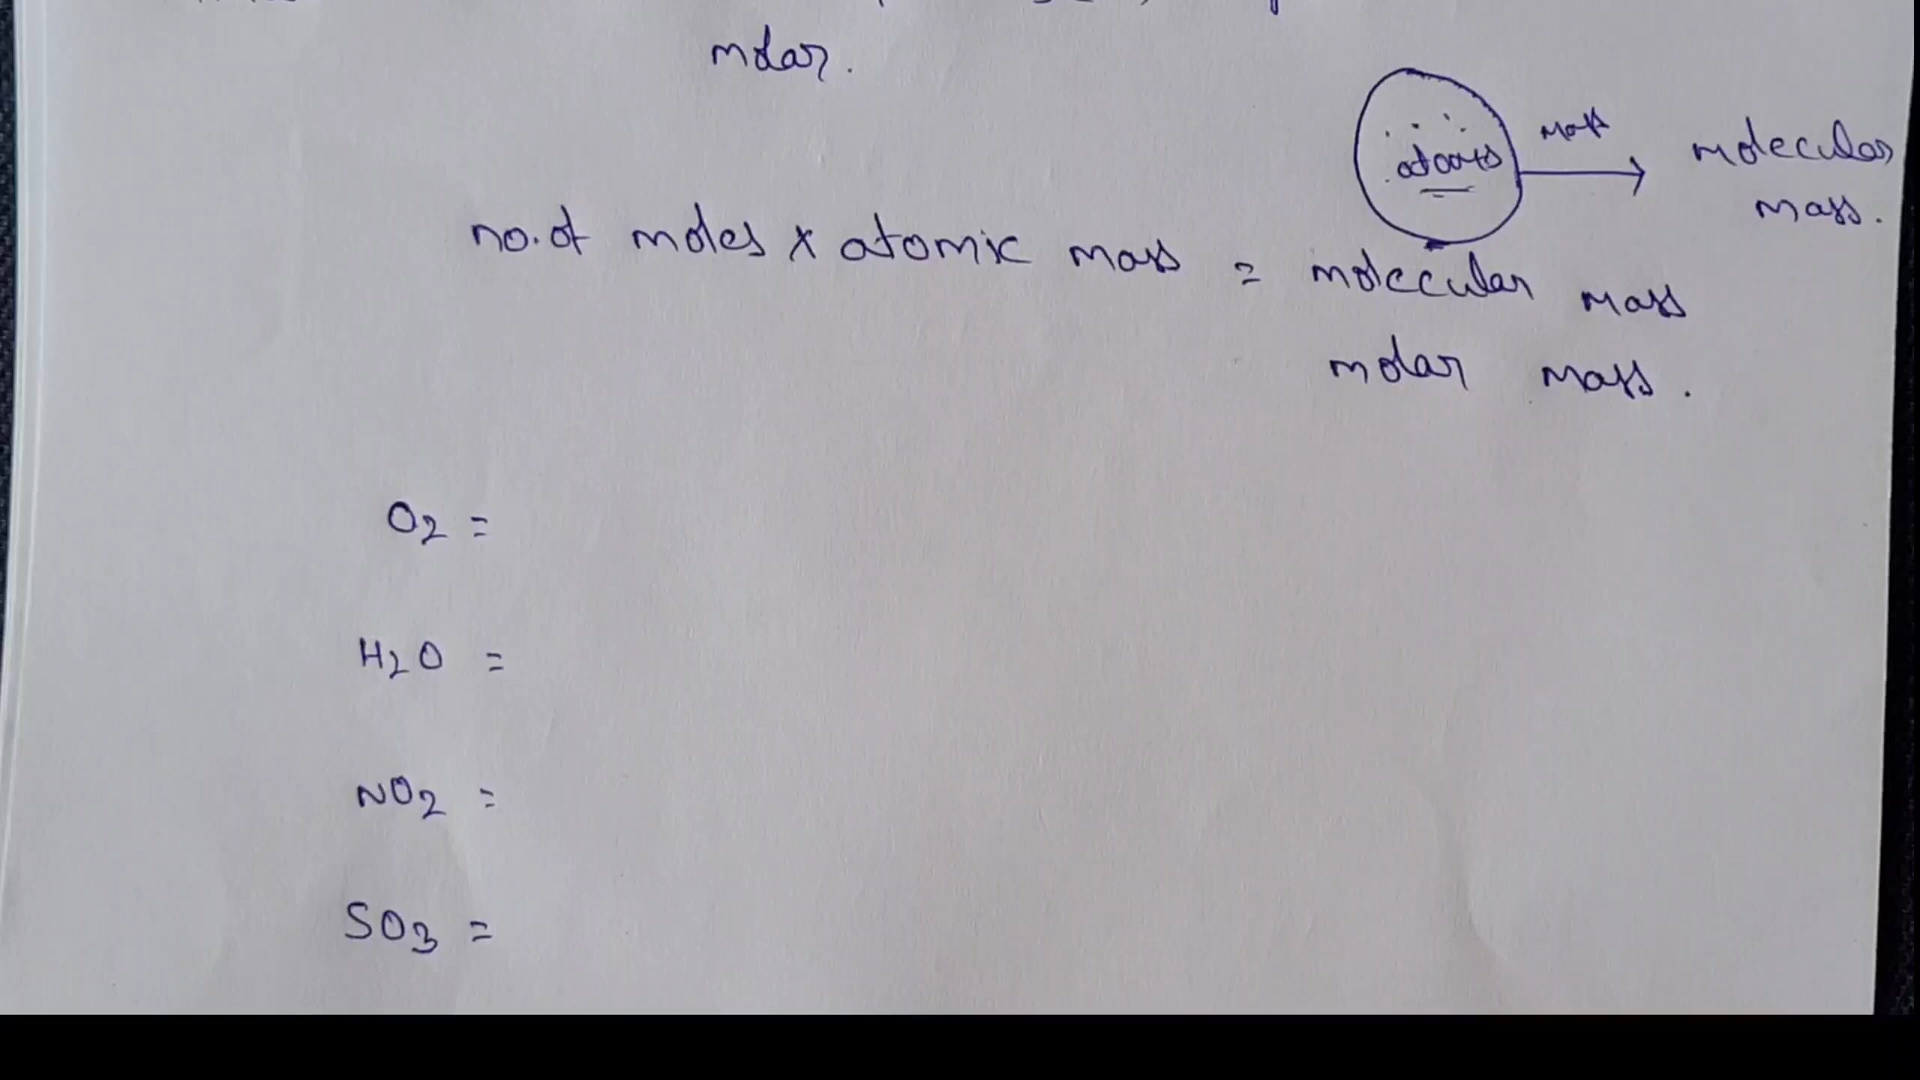 molar.
atoms
mass
molecular
mass.
no.of moles x atomic mass = molecular mass
molar mass.
O2 =
H2O =
NO2 =
SO3 =